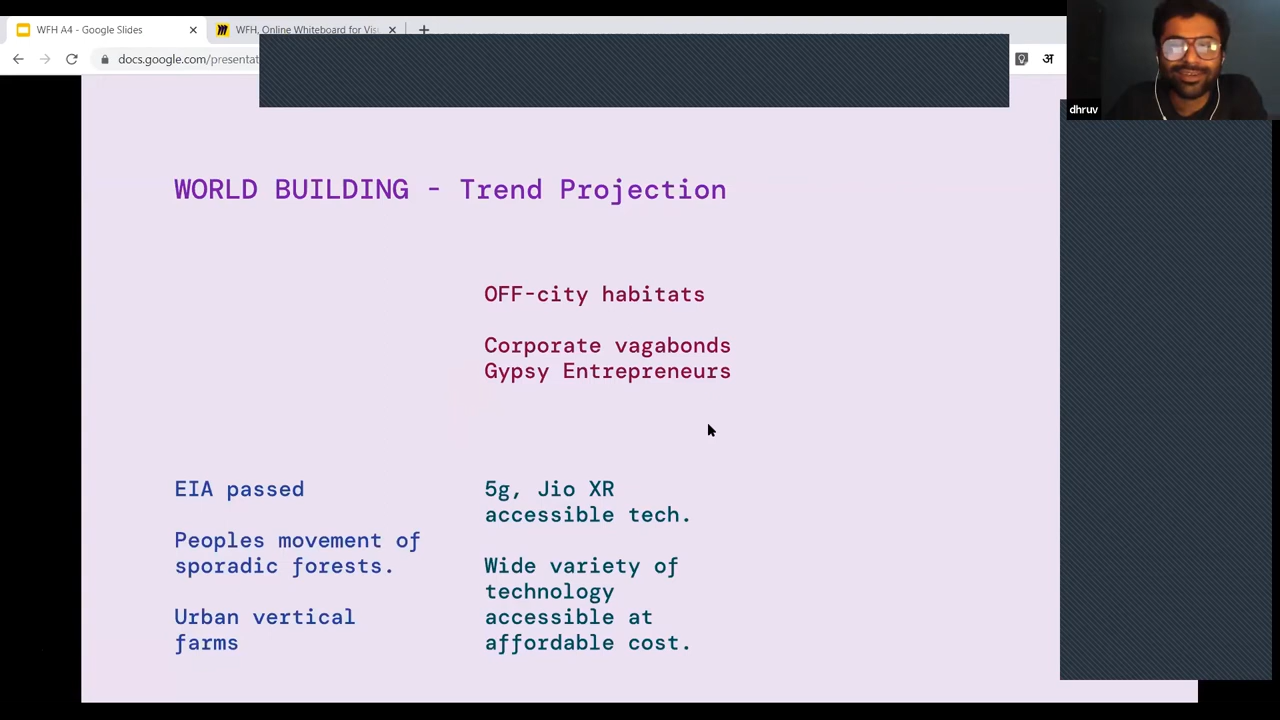 WFH A4 - Google Slides
WFH, Online Whiteboard for Visu
docs.google.com/presentat
अ
dhruv
WORLD BUILDING - Trend Projection
OFF-city habitats
Corporate vagabonds
Gypsy Entrepreneurs
EIA passed
Peoples movement of
sporadic forests.
Urban vertical
farms
5g, Jio XR
accessible tech.
Wide variety of
technology
accessible at
affordable cost.